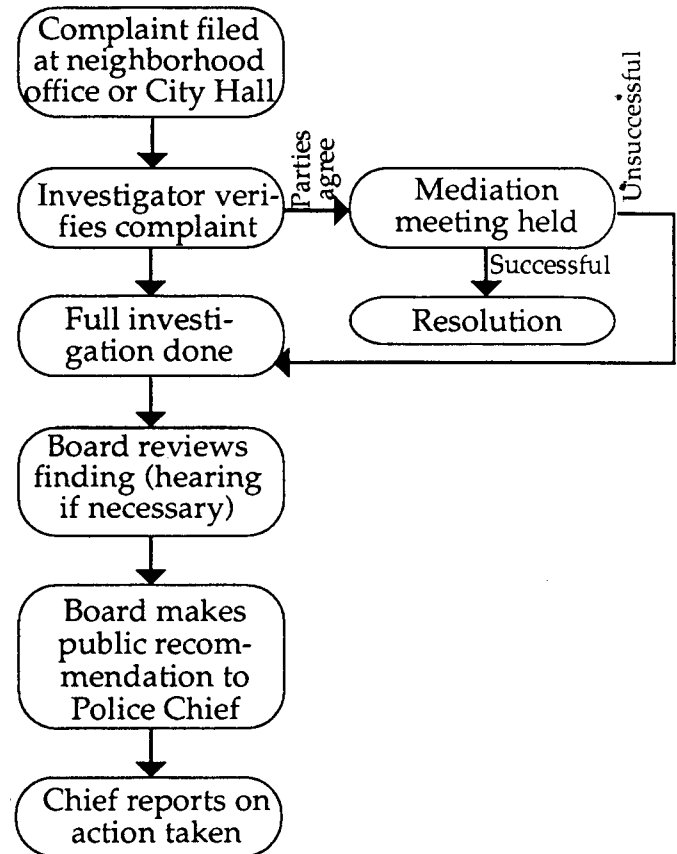 Complaint filed
at neighborhood
office or City Hall
Investigator veri-
fies complaint
Parties
agree
Mediation
meeting held
Unsuccessful
Successful
Resolution
Full investi-
gation done
Board reviews
finding (hearing
if necessary)
Board makes
public recom-
mendation to
Police Chief
Chief reports on
action taken